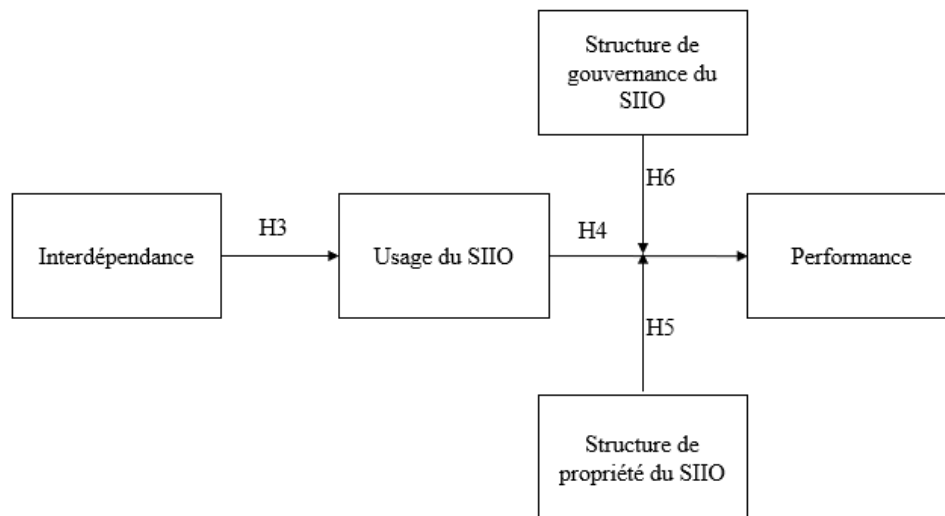 Structure de
gouvernance du
SIIO
H6
Interdépendance
H3
Usage du SIIO
H4
Performance
H5
Structure de
propriété du SIIO